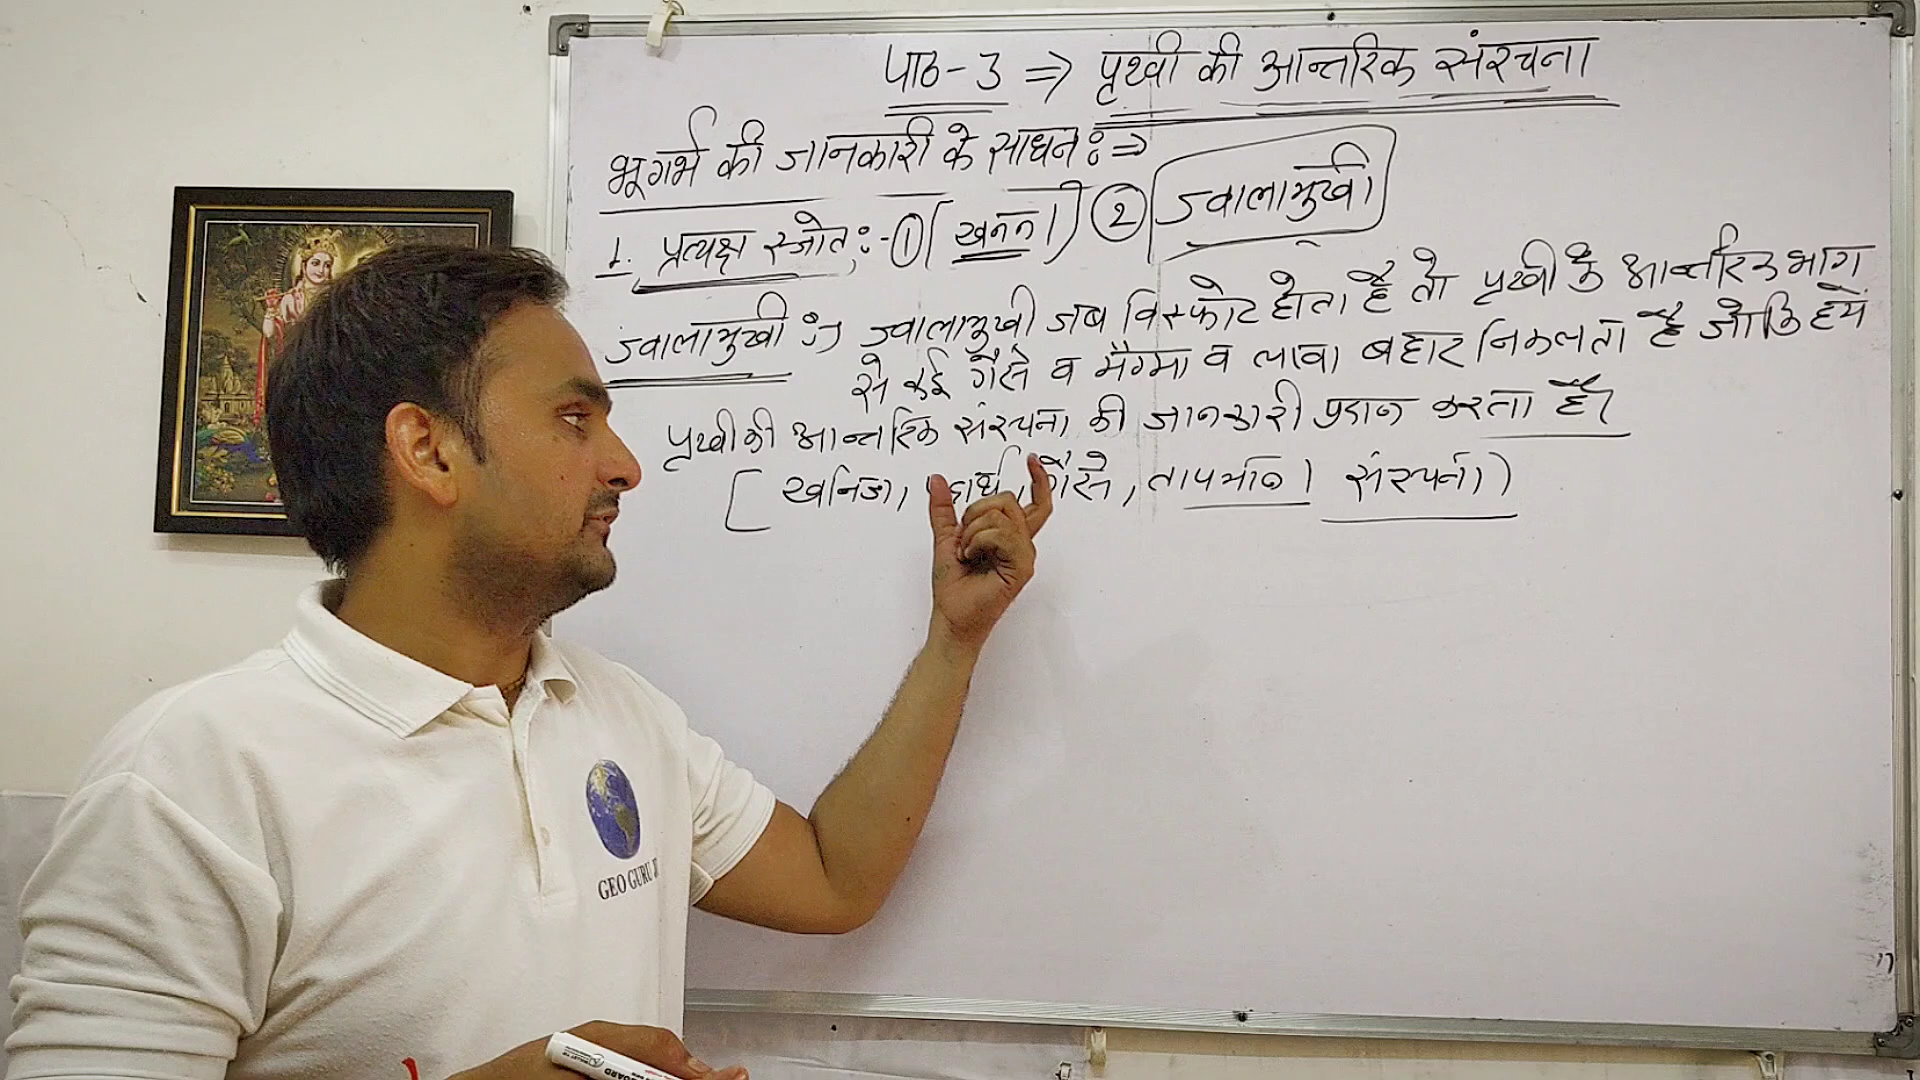 पाठ-3 ⇒ पृथ्वी की आन्तरिक संरचना
भूगर्भ की जानकारी के साधन :⇒
1. प्रत्यक्ष स्त्रोत :- ① (खनन।) ② ज्वालामुखी
ज्वालामुखी :→ ज्वालामुखी जब विस्फोट होता है तो पृथ्वी के आन्तरिक भाग
से कई गैसे व मैग्मा व लावा बहार निकलता है जोकि हमें
पृथ्वी की आन्तरिक संरचना की जानकारी प्रदान करता है।
[ खनिज, गैसे, तापमान। संरचना)
GEO GURU